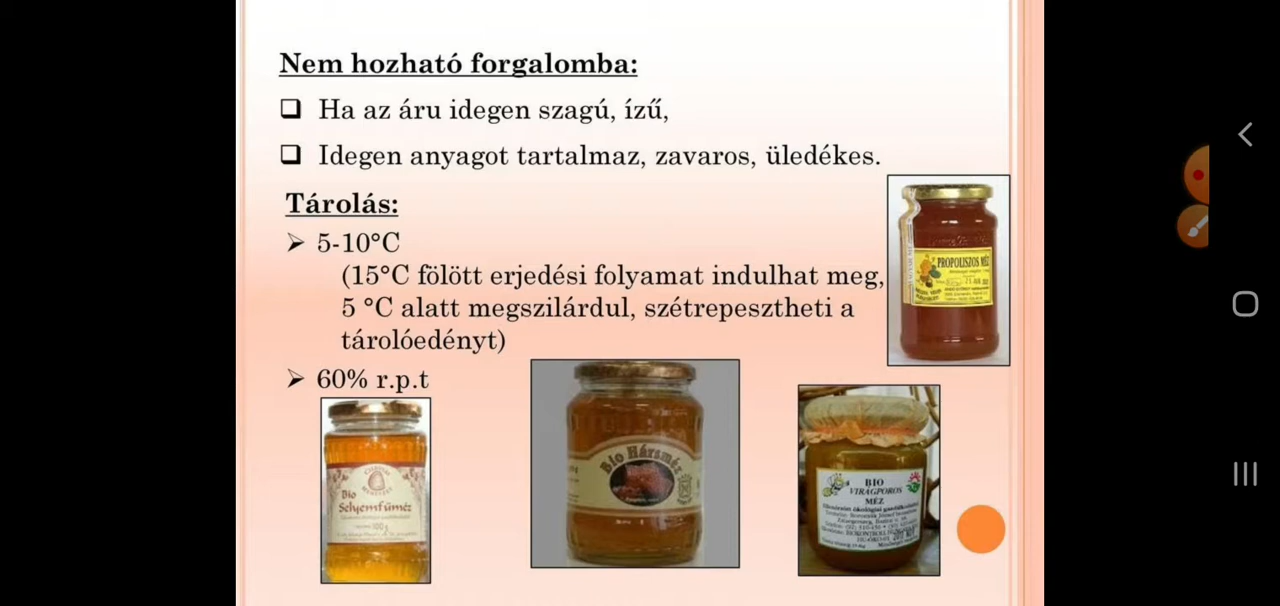 Nem hozható forgalomba:
Ha az áru idegen szagú, ízű,
Idegen anyagot tartalmaz, zavaros, üledékes.
Tárolás:
5-10°C
(15°C fölött erjedési folyamat indulhat meg,
5 °C alatt megszilárdul, szétrepesztheti a
tárolóedényt)
60% r.p.t
PROPOLISZOS MÉZ
Bio
Selyemfűméz
Bio Hársméz
BIO
VIRÁGPOROS
MÉZ